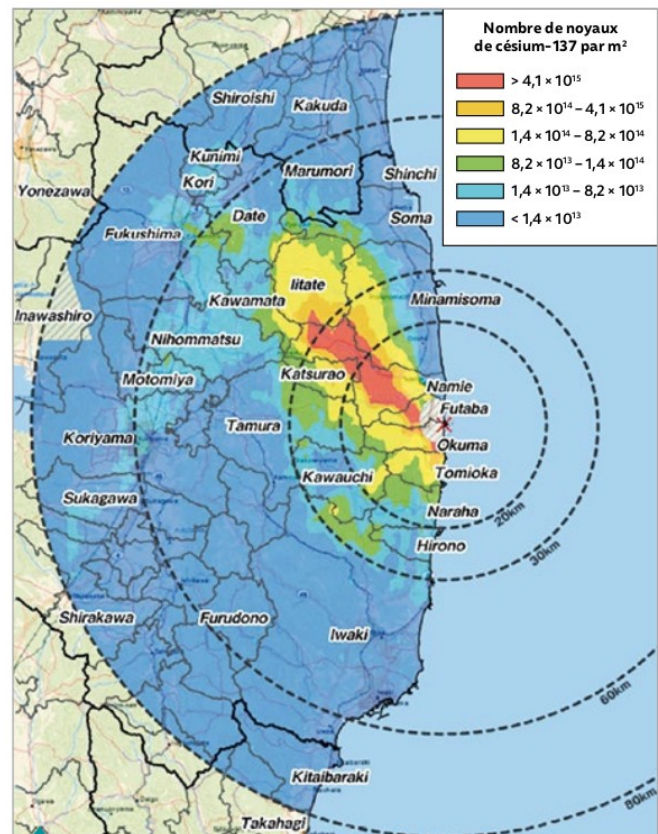 Nombre de noyaux
de césium-137 par m²
> 4,1 × 10¹⁵
8,2 × 10¹⁴ – 4,1 × 10¹⁵
1,4 × 10¹⁴ – 8,2 × 10¹⁴
8,2 × 10¹³ – 1,4 × 10¹⁴
1,4 × 10¹³ – 8,2 × 10¹³
< 1,4 × 10¹³
Shiroishi
Kakuda
Kunimi
Kori
Marumori
Shinchi
Yonezawa
Date
Soma
Fukushima
Iitate
Kawamata
Minamisoma
Inawashiro
Nihommatsu
Motomiya
Katsurao
Namie
Futaba
Tamura
Koriyama
Okuma
Kawauchi
Tomioka
Sukagawa
Naraha
20km
Hirono
30km
Shirakawa
Furudono
Iwaki
60km
Kitaibaraki
80km
Takahagi